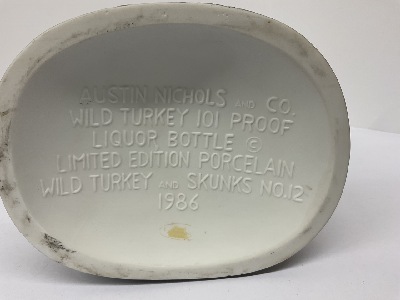 AUSTIN NICHOLS AND CO.
WILD TURKEY 101 PROOF
LIQUOR BOTTLE ©
LIMITED EDITION PORCELAIN
WILD TURKEY AND SKUNKS NO.12
1986